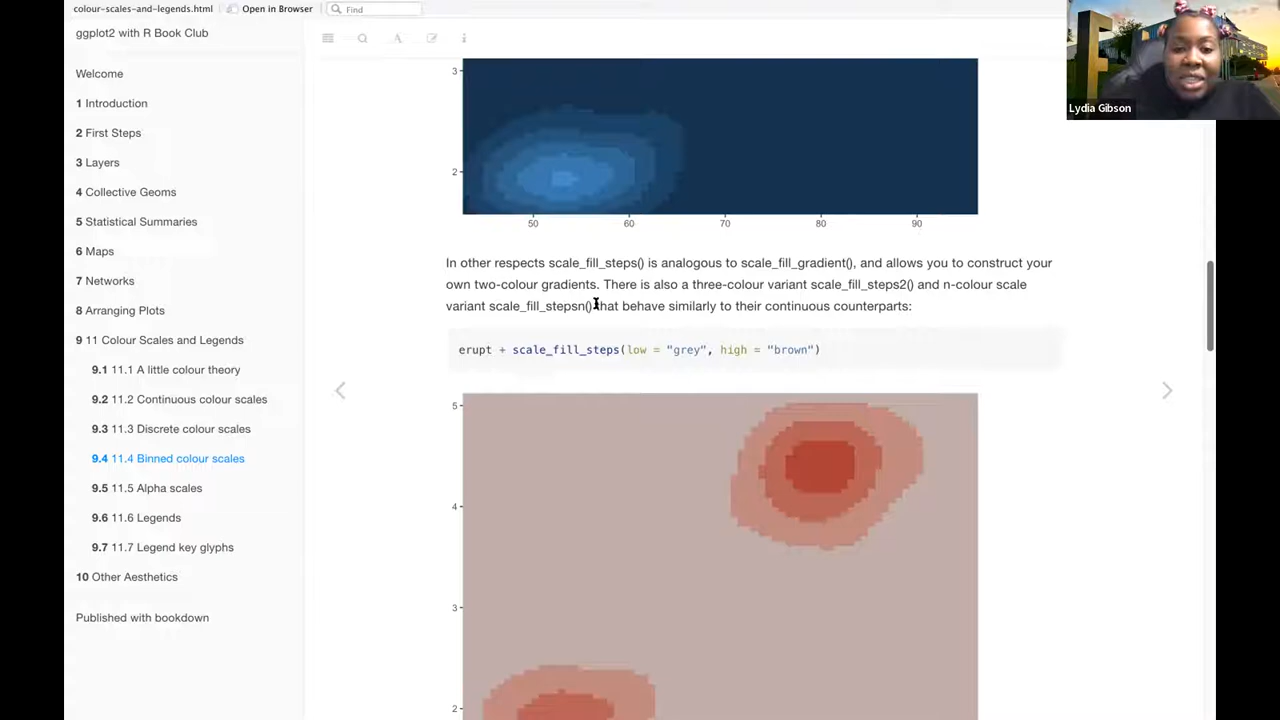 colour-scales-and-legends.html
Open in Browser
Find
ggplot2 with R Book Club
Welcome
1 Introduction
2 First Steps
3 Layers
4 Collective Geoms
5 Statistical Summaries
6 Maps
7 Networks
8 Arranging Plots
9 11 Colour Scales and Legends
9.1 11.1 A little colour theory
9.2 11.2 Continuous colour scales
9.3 11.3 Discrete colour scales
9.4 11.4 Binned colour scales
9.5 11.5 Alpha scales
9.6 11.6 Legends
9.7 11.7 Legend key glyphs
10 Other Aesthetics
Published with bookdown
A
i
3
2
50 60 70 80 90
In other respects scale_fill_steps() is analogous to scale_fill_gradient(), and allows you to construct your
own two-colour gradients. There is also a three-colour variant scale_fill_steps2() and n-colour scale
variant scale_fill_stepsn() that behave similarly to their continuous counterparts:
erupt + scale_fill_steps(low = "grey", high = "brown")
5
4
3
2
Lydia Gibson